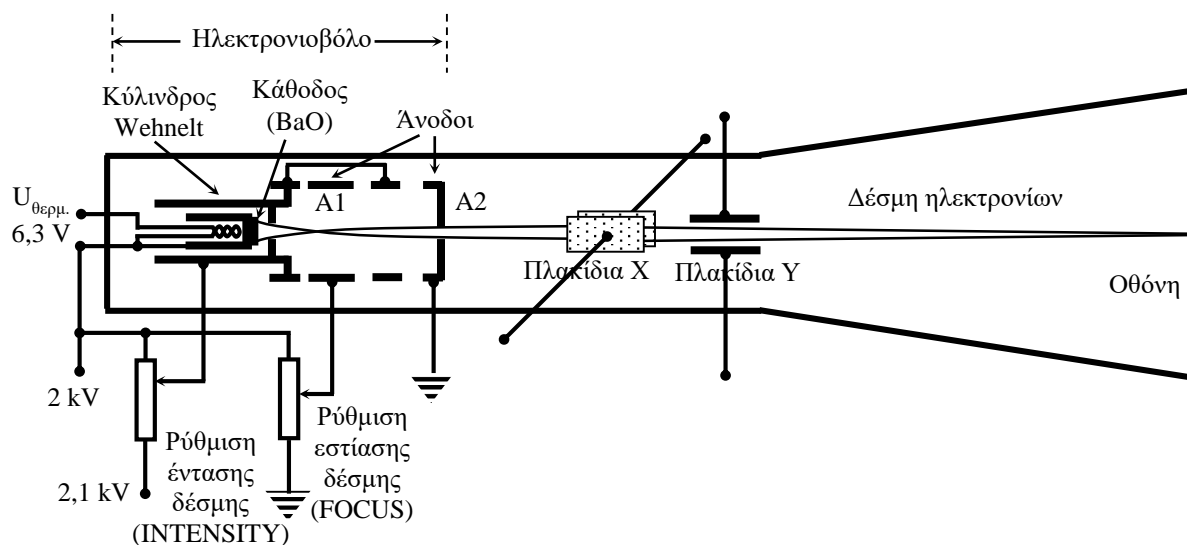 Ηλεκτρονιοβόλο
Κύλινδρος
Wehnelt
Κάθοδος
(BaO)
Άνοδοι
U θερμ.
6,3 V
A1
A2
Δέσμη ηλεκτρονίων
Πλακίδια X
Πλακίδια Y
Οθόνη
2 kV
2,1 kV
Ρύθμιση
έντασης
δέσμης
(INTENSITY)
Ρύθμιση
εστίασης
δέσμης
(FOCUS)